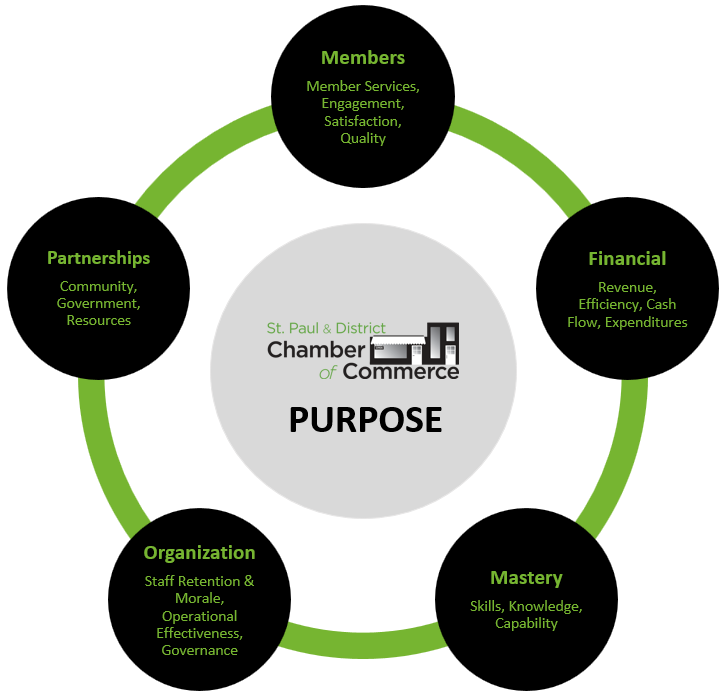 Members
Member Services,
Engagement,
Satisfaction,
Quality
Partnerships
Community,
Government,
Resources
Financial
Revenue,
Efficiency, Cash
Flow, Expenditures
St. Paul & District
Chamber
of Commerce
PURPOSE
Organization
Staff Retention &
Morale,
Operational
Effectiveness,
Governance
Mastery
Skills, Knowledge,
Capability